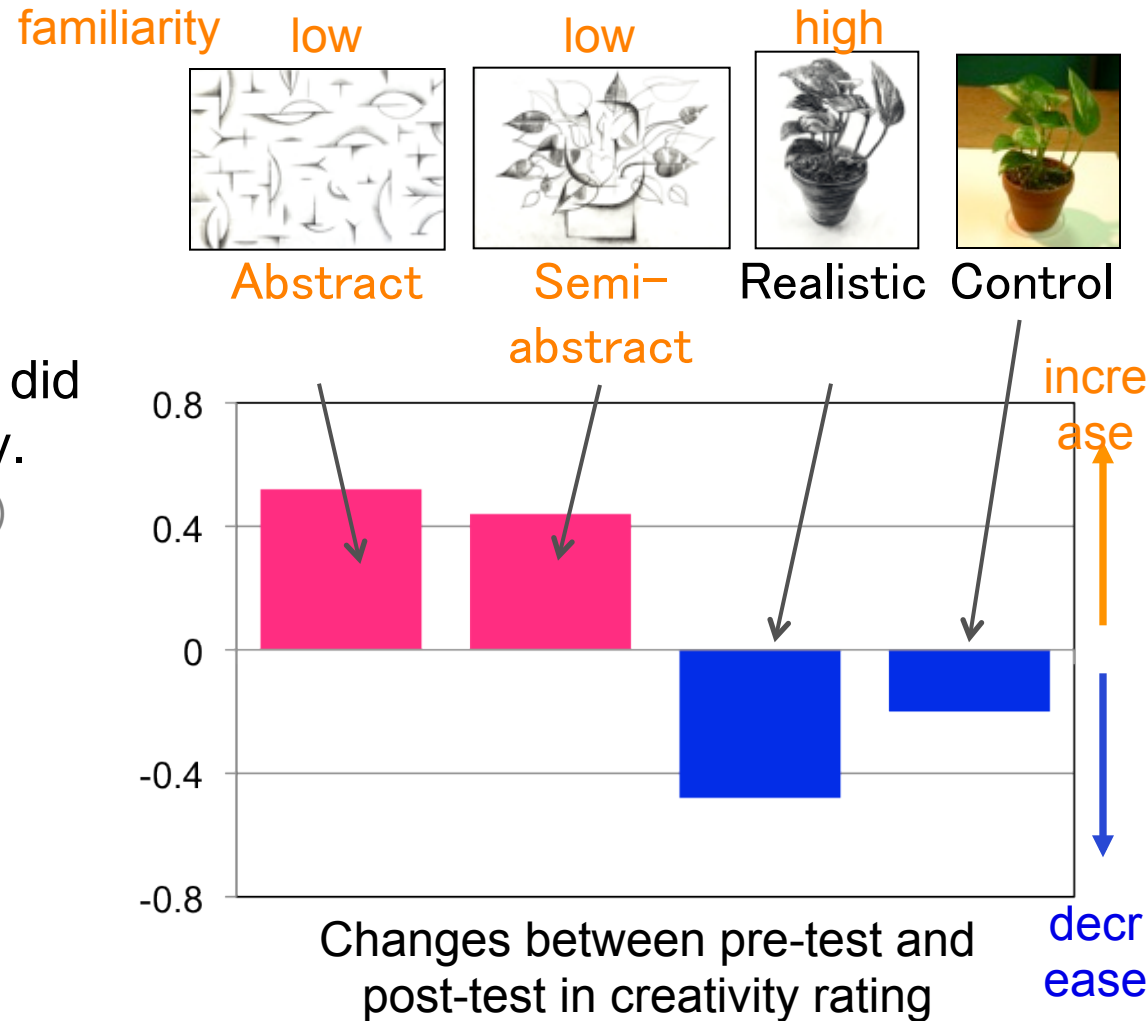 familiarity low low high
Abstract Semi- Realistic Control
abstract
did
y.
)
incre
ase
0.8
0.4
0
-0.4
-0.8
decr
ease
Changes between pre-test and
post-test in creativity rating